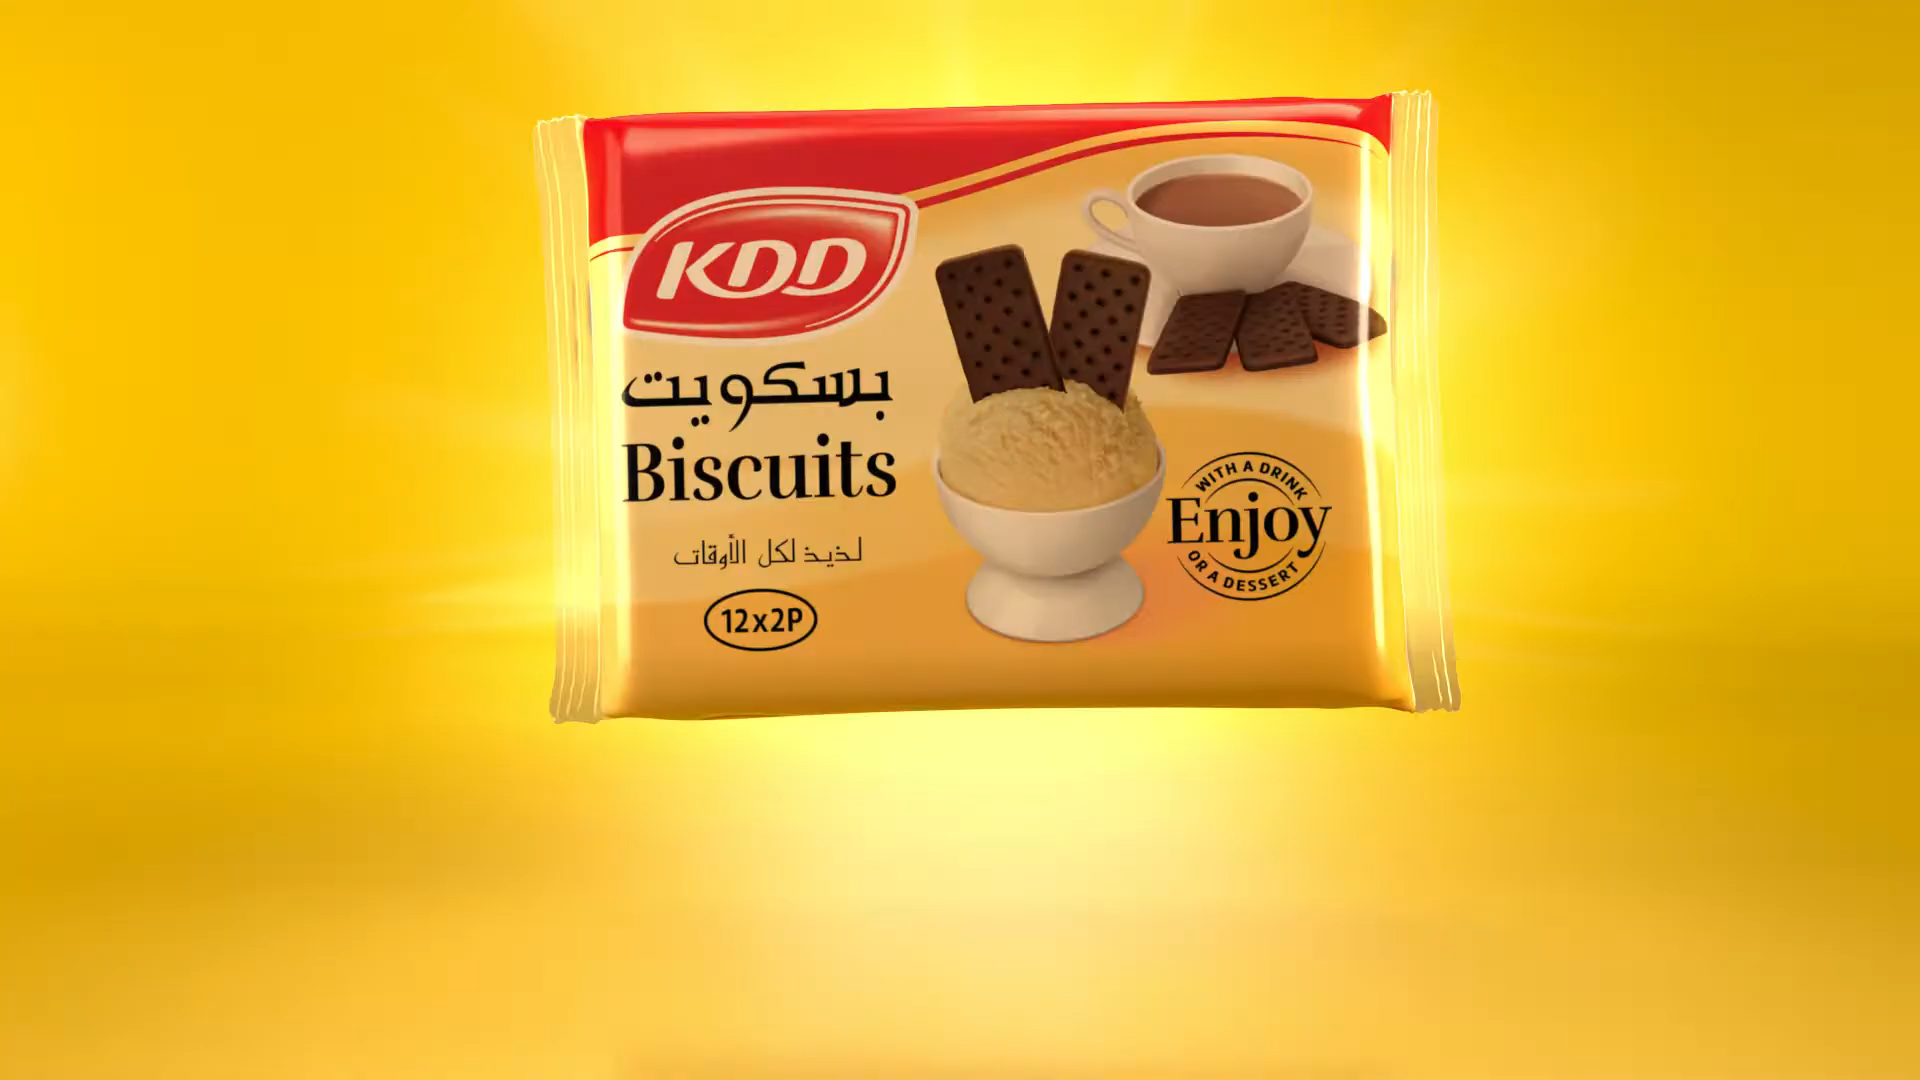 KDD
بسكويت
Biscuits
لذيذ لكل الأوقات
12x2P
WITH A DRINK
Enjoy
OR A DESSERT